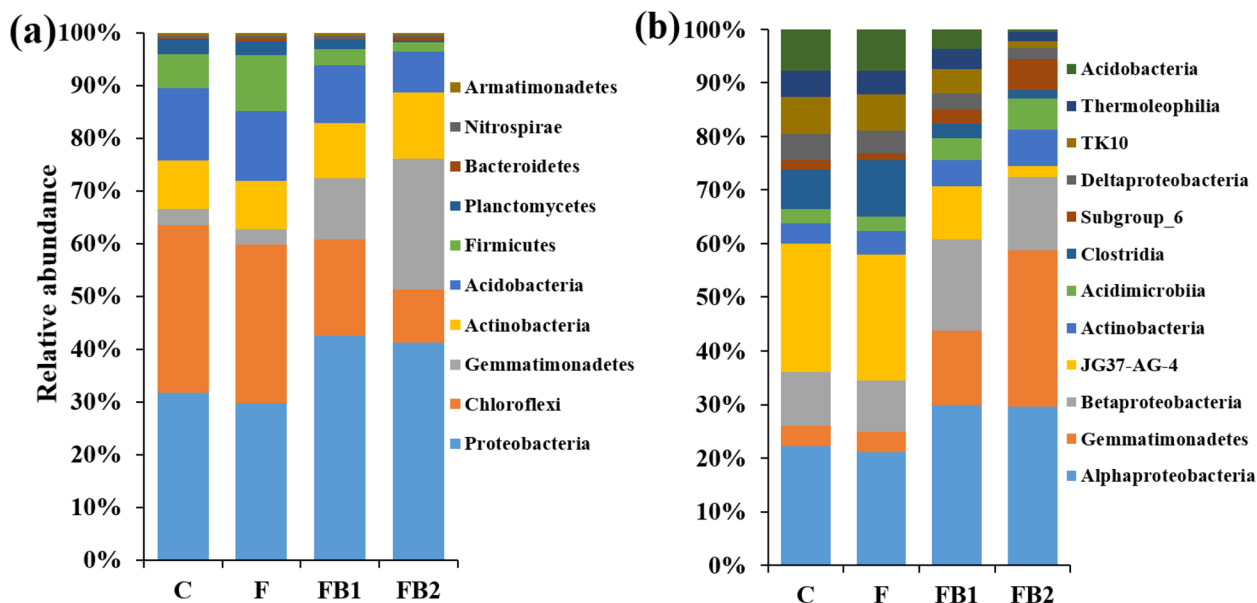 (a)
Relative abundance
100%
90%
80%
70%
60%
50%
40%
30%
20%
10%
0%
C F FB1 FB2
Armatimonadetes
Nitrospirae
Bacteroidetes
Planctomycetes
Firmicutes
Acidobacteria
Actinobacteria
Gemmatimonadetes
Chloroflexi
Proteobacteria
(b)
100%
90%
80%
70%
60%
50%
40%
30%
20%
10%
0%
C F FB1 FB2
Acidobacteria
Thermoleophilia
TK10
Deltaproteobacteria
Subgroup_6
Clostridia
Acidimicrobiia
Actinobacteria
JG37-AG-4
Betaproteobacteria
Gemmatimonadetes
Alphaproteobacteria